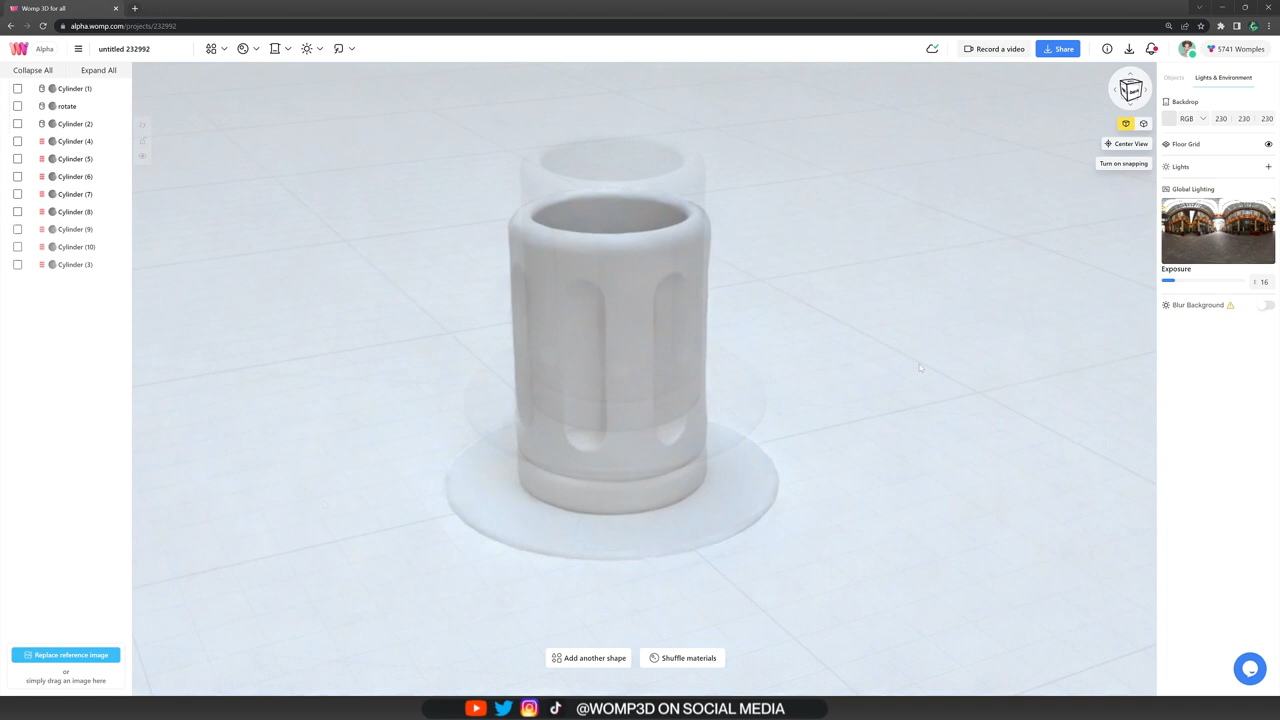 Womp 3D for all
alpha.womp.com/projects/232992
Alpha
untitled 232992
Record a video
Share
5741 Womples
Collapse All
Expand All
Cylinder (1)
rotate
Cylinder (2)
Cylinder (4)
Cylinder (5)
Cylinder (6)
Cylinder (7)
Cylinder (8)
Cylinder (9)
Cylinder (10)
Cylinder (3)
Replace reference image
or
simply drag an image here
Center View
Turn on snapping
Objects
Lights & Environment
Backdrop
RGB 230 230 230
Floor Grid
Lights
Global Lighting
Exposure
16
Blur Background
Add another shape
Shuffle materials
@WOMP3D ON SOCIAL MEDIA